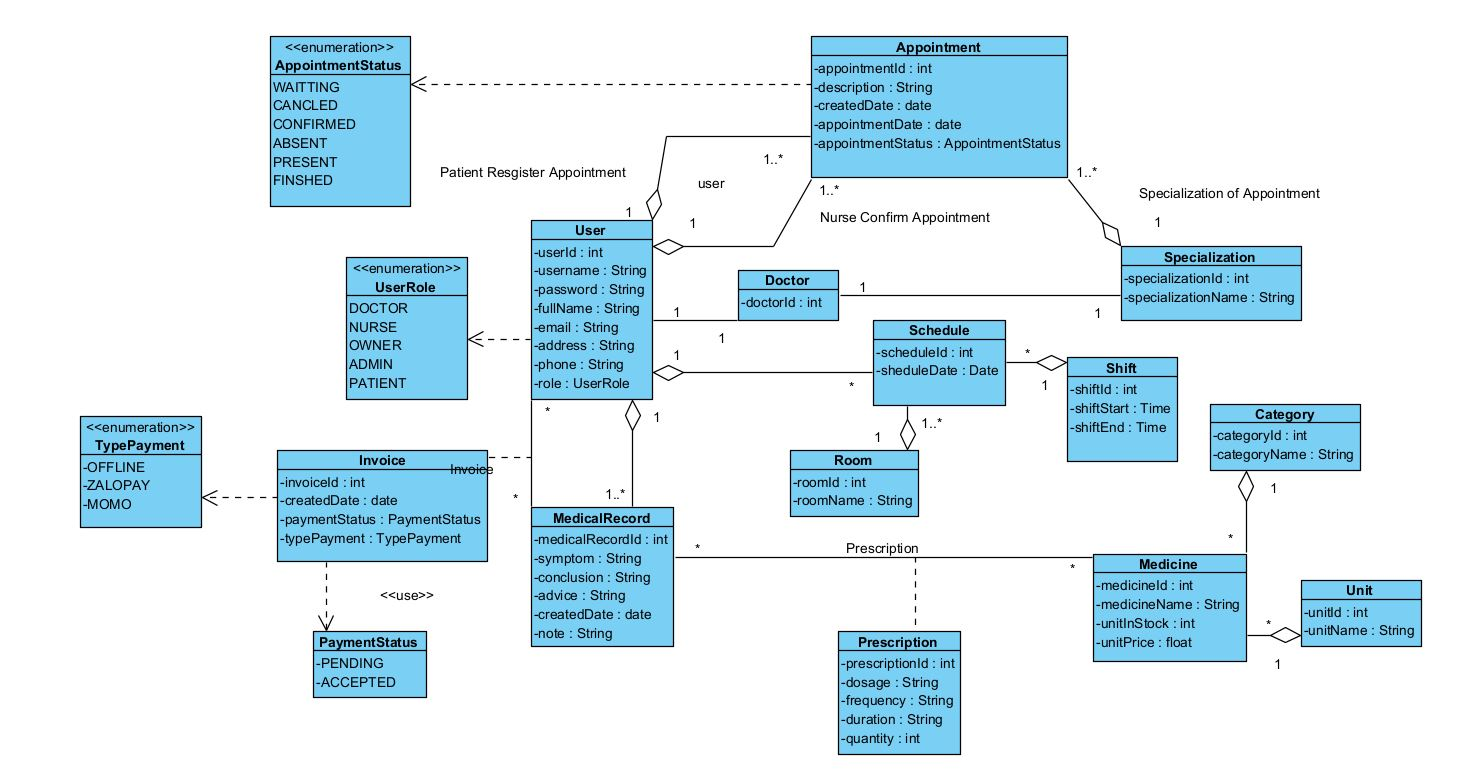 <<enumeration>>
AppointmentStatus
WAITTING
CANCLED
CONFIRMED
ABSENT
PRESENT
FINSHED
Appointment
-appointmentId : int
-description : String
-createdDate : date
-appointmentDate : date
-appointmentStatus : AppointmentStatus
1..*
Patient Resgister Appointment
user
1..*
1..*
Specialization of Appointment
1
1
Nurse Confirm Appointment
1
User
-userId : int
-username : String
-password : String
-fullName : String
-email : String
-address : String
-phone : String
-role : UserRole
<<enumeration>>
UserRole
DOCTOR
NURSE
OWNER
ADMIN
PATIENT
Doctor
-doctorId : int
1
1
Specialization
-specializationId : int
-specializationName : String
1
1
Schedule
-scheduleId : int
-sheduleDate : Date
1
*
*
1
Shift
-shiftId : int
-shiftStart : Time
-shiftEnd : Time
1..*
1
Room
-roomId : int
-roomName : String
Category
-categoryId : int
-categoryName : String
1
*
<<enumeration>>
TypePayment
-OFFLINE
-ZALOPAY
-MOMO
Invoice
-invoiceId : int
-createdDate : date
-paymentStatus : PaymentStatus
-typePayment : TypePayment
Invoice
*
*
1
1..*
MedicalRecord
-medicalRecordId : int
-symptom : String
-conclusion : String
-advice : String
-createdDate : date
-note : String
<<use>>
PaymentStatus
-PENDING
-ACCEPTED
*
Prescription
*
Prescription
-prescriptionId : int
-dosage : String
-frequency : String
-duration : String
-quantity : int
Medicine
-medicineId : int
-medicineName : String
-unitInStock : int
-unitPrice : float
*
1
Unit
-unitId : int
-unitName : String